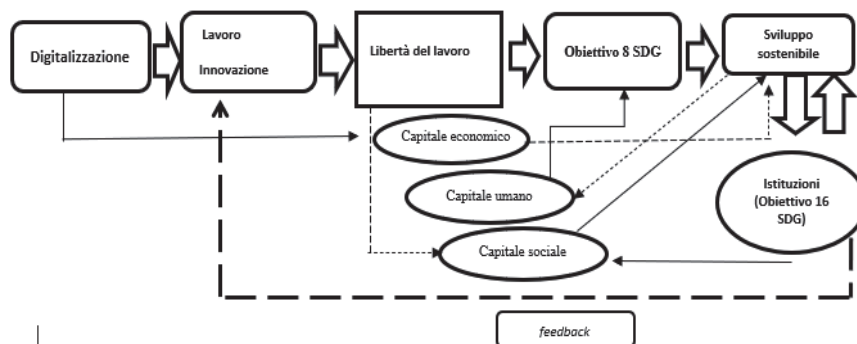 Digitalizzazione
Lavoro
Innovazione
Libertà del lavoro
Obiettivo 8 SDG
Sviluppo
sostenibile
Capitale economico
Capitale umano
Capitale sociale
Istituzioni
(Obiettivo 16
SDG)
feedback